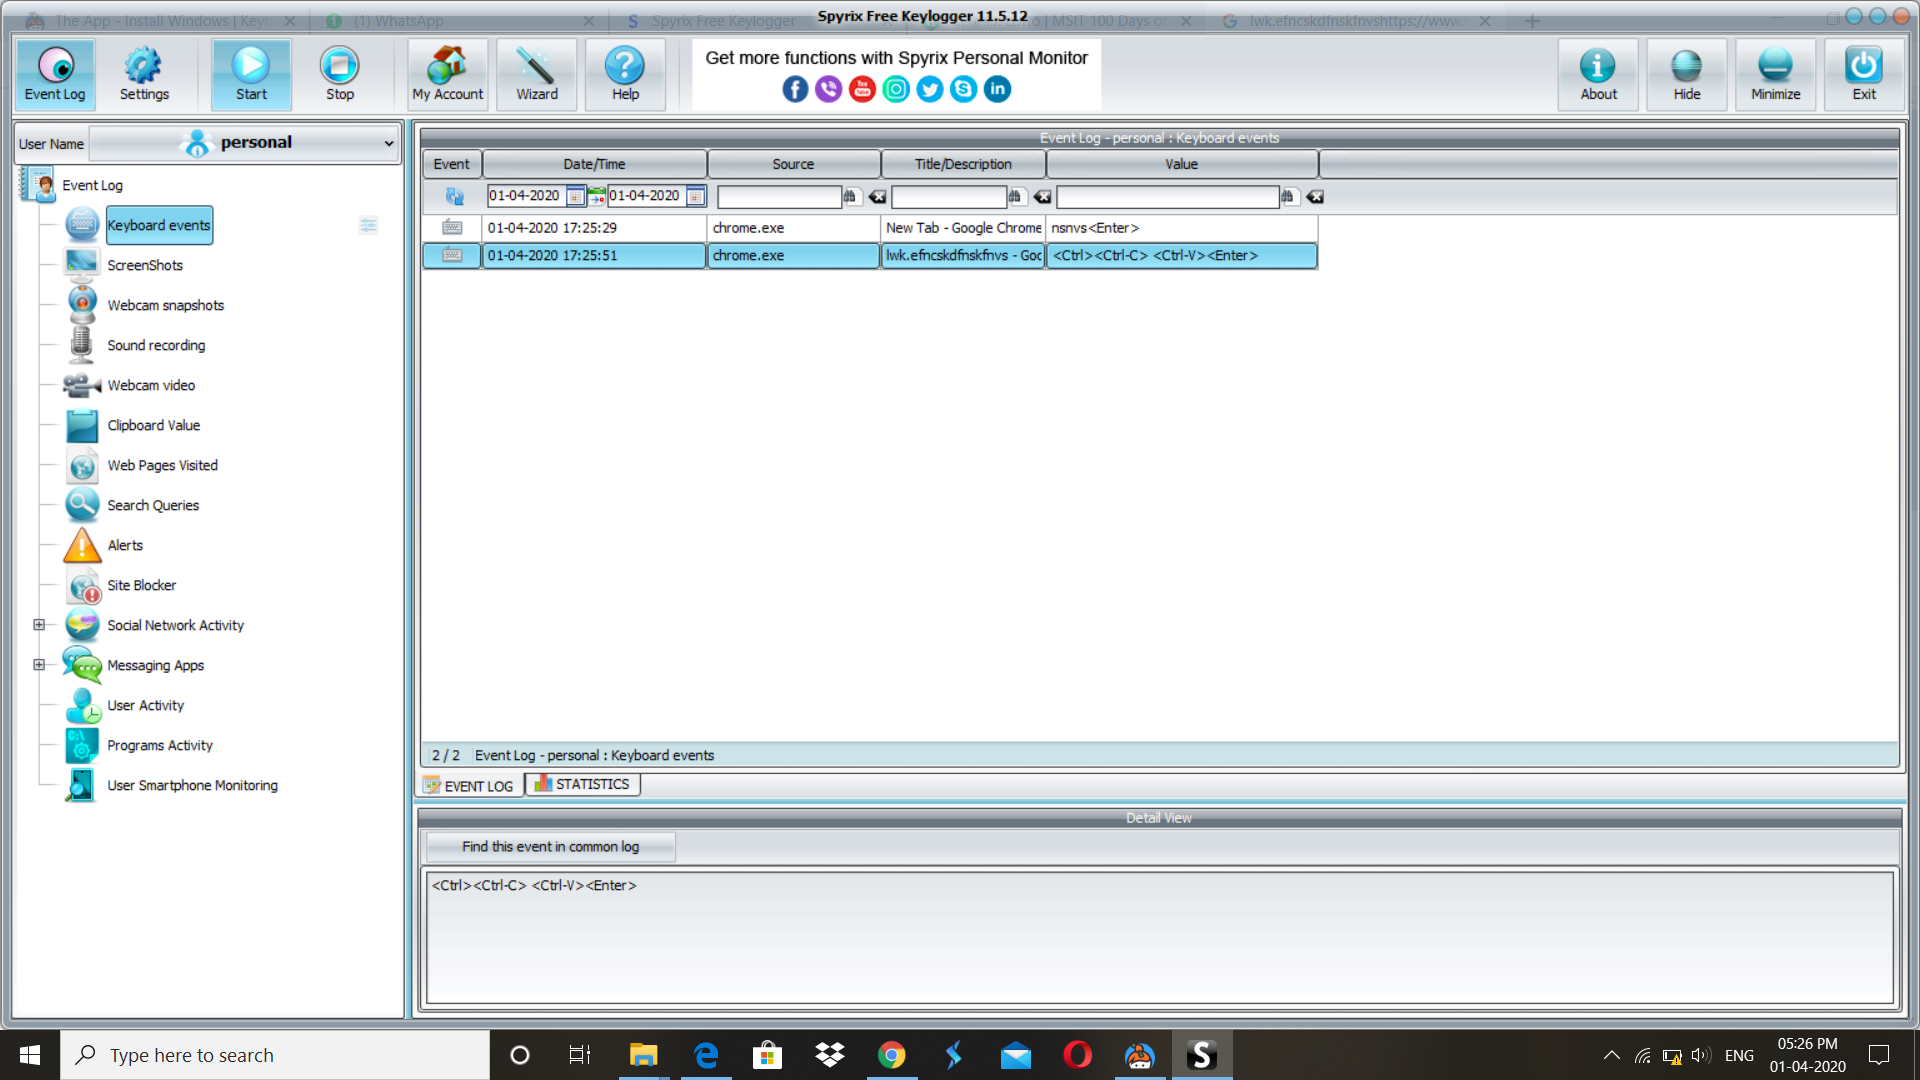 The App - Install Windows | Key
(1) WhatsApp
Spyrix Free Keylogger
| MSIT 100 Days o
lwk.efncskdfnskfnvshttps://www.
Spyrix Free Keylogger 11.5.12
Event Log
Settings
Start
Stop
My Account
Wizard
Help
Get more functions with Spyrix Personal Monitor
About
Hide
Minimize
Exit
User Name
personal
Event Log
Keyboard events
ScreenShots
Webcam snapshots
Sound recording
Webcam video
Clipboard Value
Web Pages Visited
Search Queries
Alerts
Site Blocker
Social Network Activity
Messaging Apps
User Activity
Programs Activity
User Smartphone Monitoring
Event Log - personal : Keyboard events
Event Date/Time Source Title/Description Value
01-04-2020 01-04-2020
01-04-2020 17:25:29 chrome.exe New Tab - Google Chrome nsnvs<Enter>
01-04-2020 17:25:51 chrome.exe lwk.efncskdfnskfnvs - Goc <Ctrl><Ctrl-C> <Ctrl-V><Enter>
2 / 2 Event Log - personal : Keyboard events
EVENT LOG STATISTICS
Detail View
Find this event in common log
<Ctrl><Ctrl-C> <Ctrl-V><Enter>
Type here to search
ENG
05:26 PM
01-04-2020